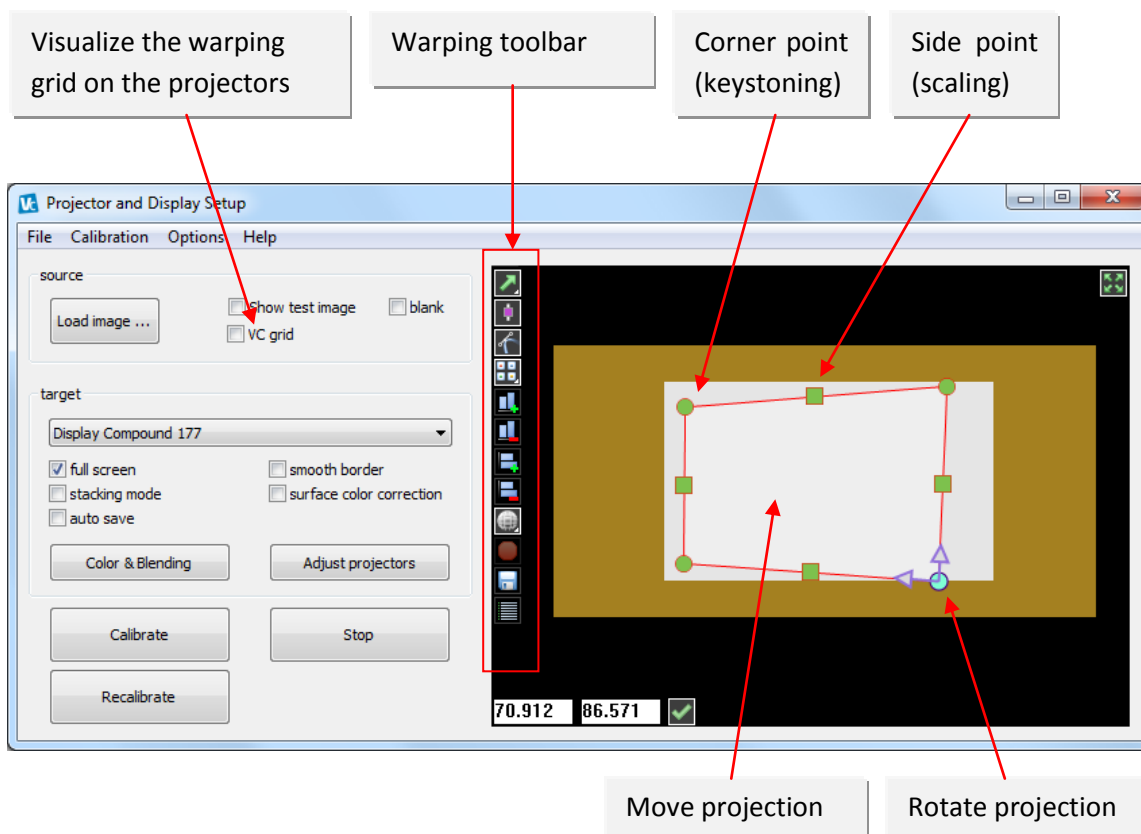 Visualize the warping
grid on the projectors
Warping toolbar
Corner point
(keystoning)
Side point
(scaling)
Vc Projector and Display Setup
File Calibration Options Help
source
Load image ...
Show test image
blank
VC grid
target
Display Compound 177
full screen
smooth border
stacking mode
surface color correction
auto save
Color & Blending
Adjust projectors
Calibrate
Stop
Recalibrate
70.912 86.571
Move projection
Rotate projection